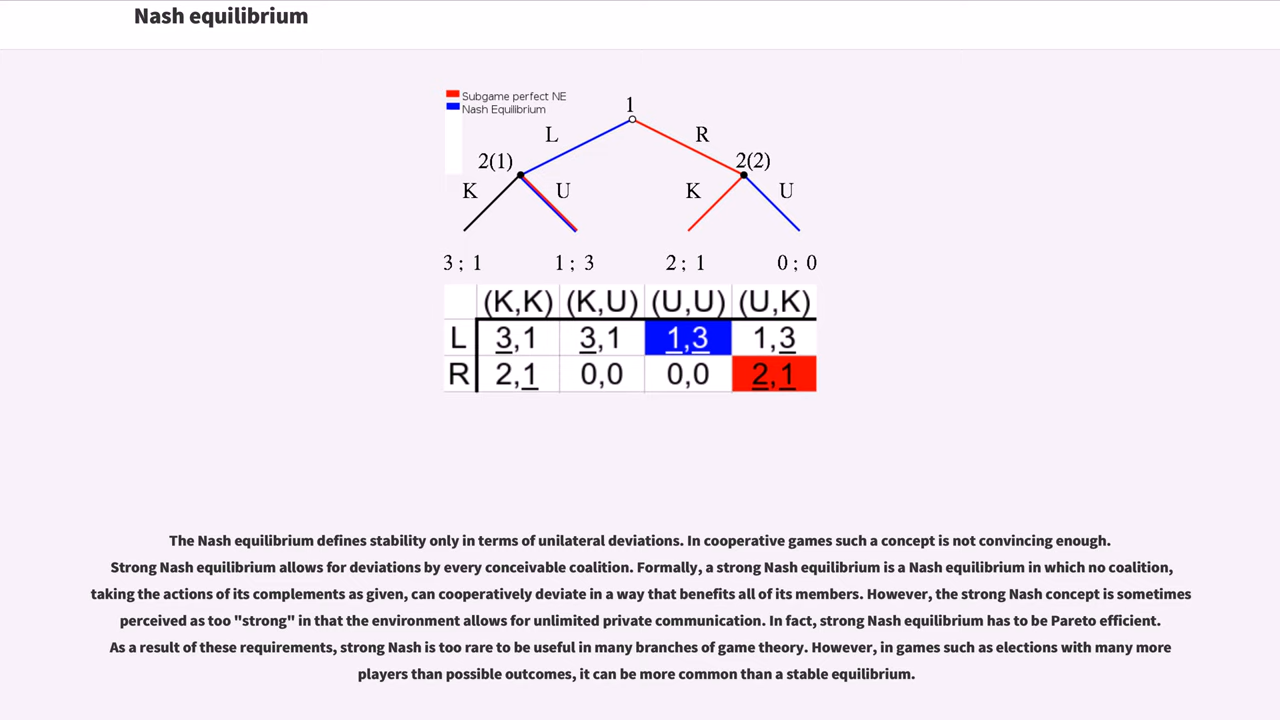 Nash equilibrium
Subgame perfect NE
Nash Equilibrium
1
L R
2(1) 2(2)
K U K U
3 ; 1 1 ; 3 2 ; 1 0 ; 0
(K,K) (K,U) (U,U) (U,K)
L 3,1 3,1 1,3 1,3
R 2,1 0,0 0,0 2,1
The Nash equilibrium defines stability only in terms of unilateral deviations. In cooperative games such a concept is not convincing enough.
Strong Nash equilibrium allows for deviations by every conceivable coalition. Formally, a strong Nash equilibrium is a Nash equilibrium in which no coalition,
taking the actions of its complements as given, can cooperatively deviate in a way that benefits all of its members. However, the strong Nash concept is sometimes
perceived as too "strong" in that the environment allows for unlimited private communication. In fact, strong Nash equilibrium has to be Pareto efficient.
As a result of these requirements, strong Nash is too rare to be useful in many branches of game theory. However, in games such as elections with many more
players than possible outcomes, it can be more common than a stable equilibrium.